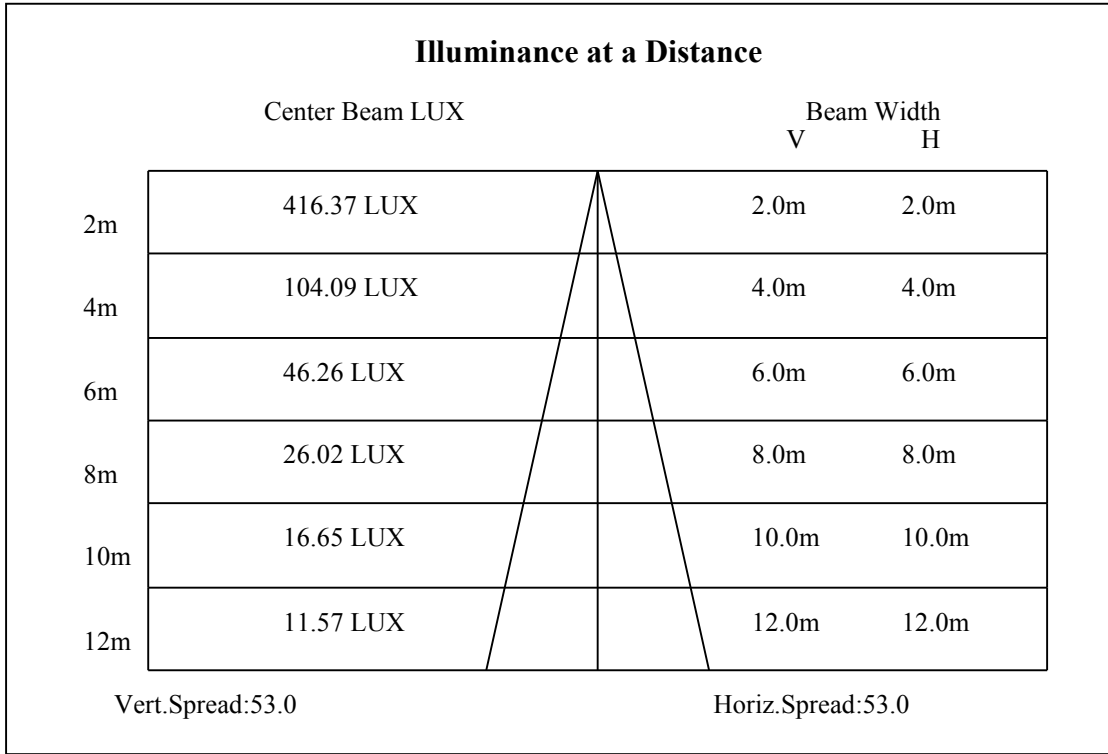 Illuminance at a Distance
Center Beam LUX Beam Width
V H
2m 416.37 LUX 2.0m 2.0m
4m 104.09 LUX 4.0m 4.0m
6m 46.26 LUX 6.0m 6.0m
8m 26.02 LUX 8.0m 8.0m
10m 16.65 LUX 10.0m 10.0m
12m 11.57 LUX 12.0m 12.0m
Vert.Spread:53.0 Horiz.Spread:53.0